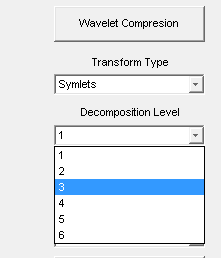 Wavelet Compresion
Transform Type
Symlets
Decomposition Level
1
1
2
3
4
5
6